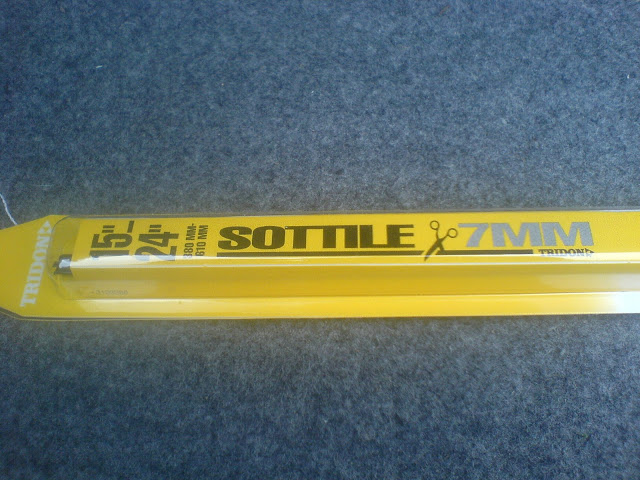 TRIDON
15"-
24"
380 MM-
610 MM
SOTTILE
7MM
TRIDON